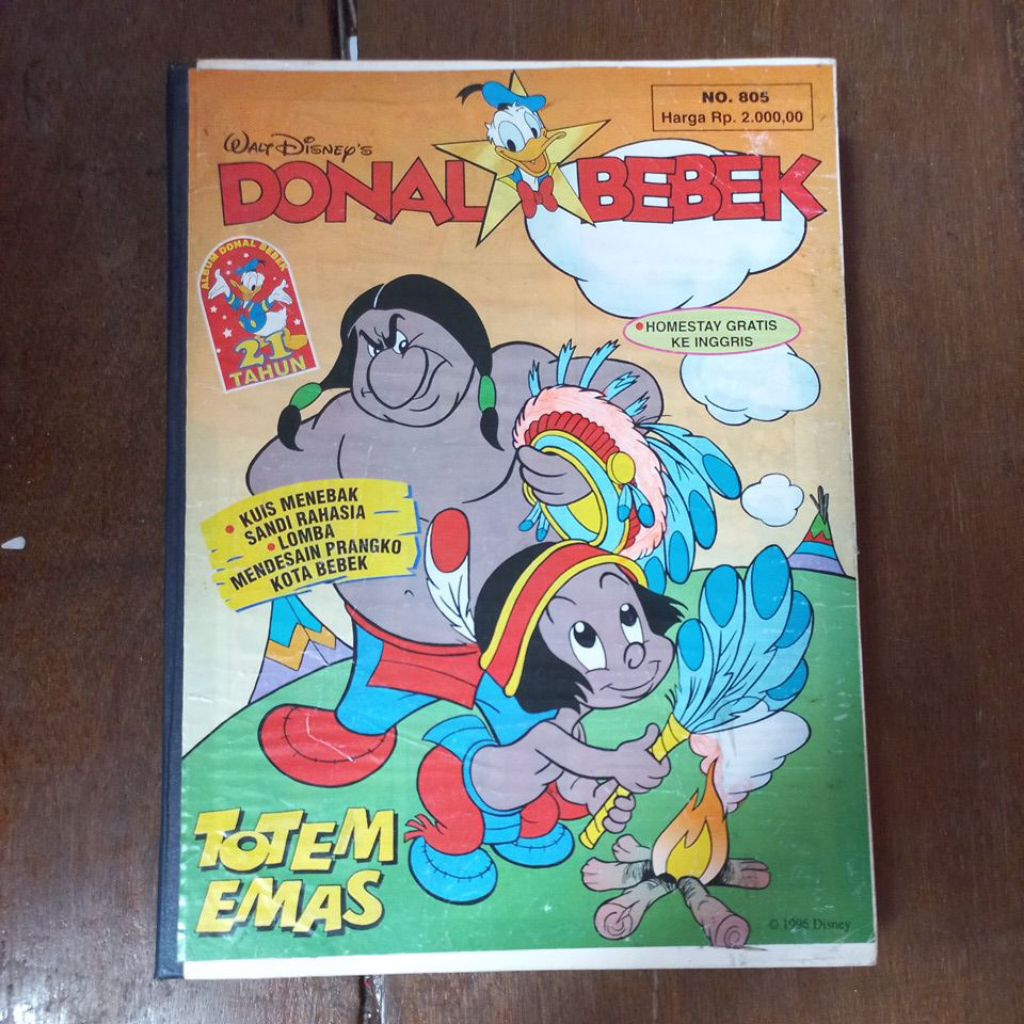 NO. 805
Harga Rp. 2.000,00
WALT DISNEY'S
DONAL BEBEK
ALBUM DONAL BEBEK
21
TAHUN
• HOMESTAY GRATIS
KE INGGRIS
• KUIS MENEBAK
SANDI RAHASIA
• LOMBA
MENDESAIN PRANGKO
KOTA BEBEK
TOTEM
EMAS
© 1996 Disney